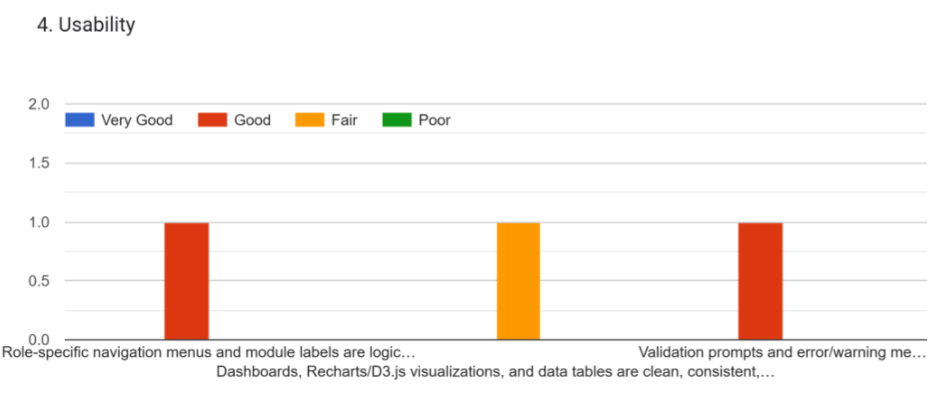 4. Usability
2.0
Very Good Good Fair Poor
1.5
1.0
0.5
0.0
Role-specific navigation menus and module labels are logic…
Validation prompts and error/warning me…
Dashboards, Recharts/D3.js visualizations, and data tables are clean, consistent,…